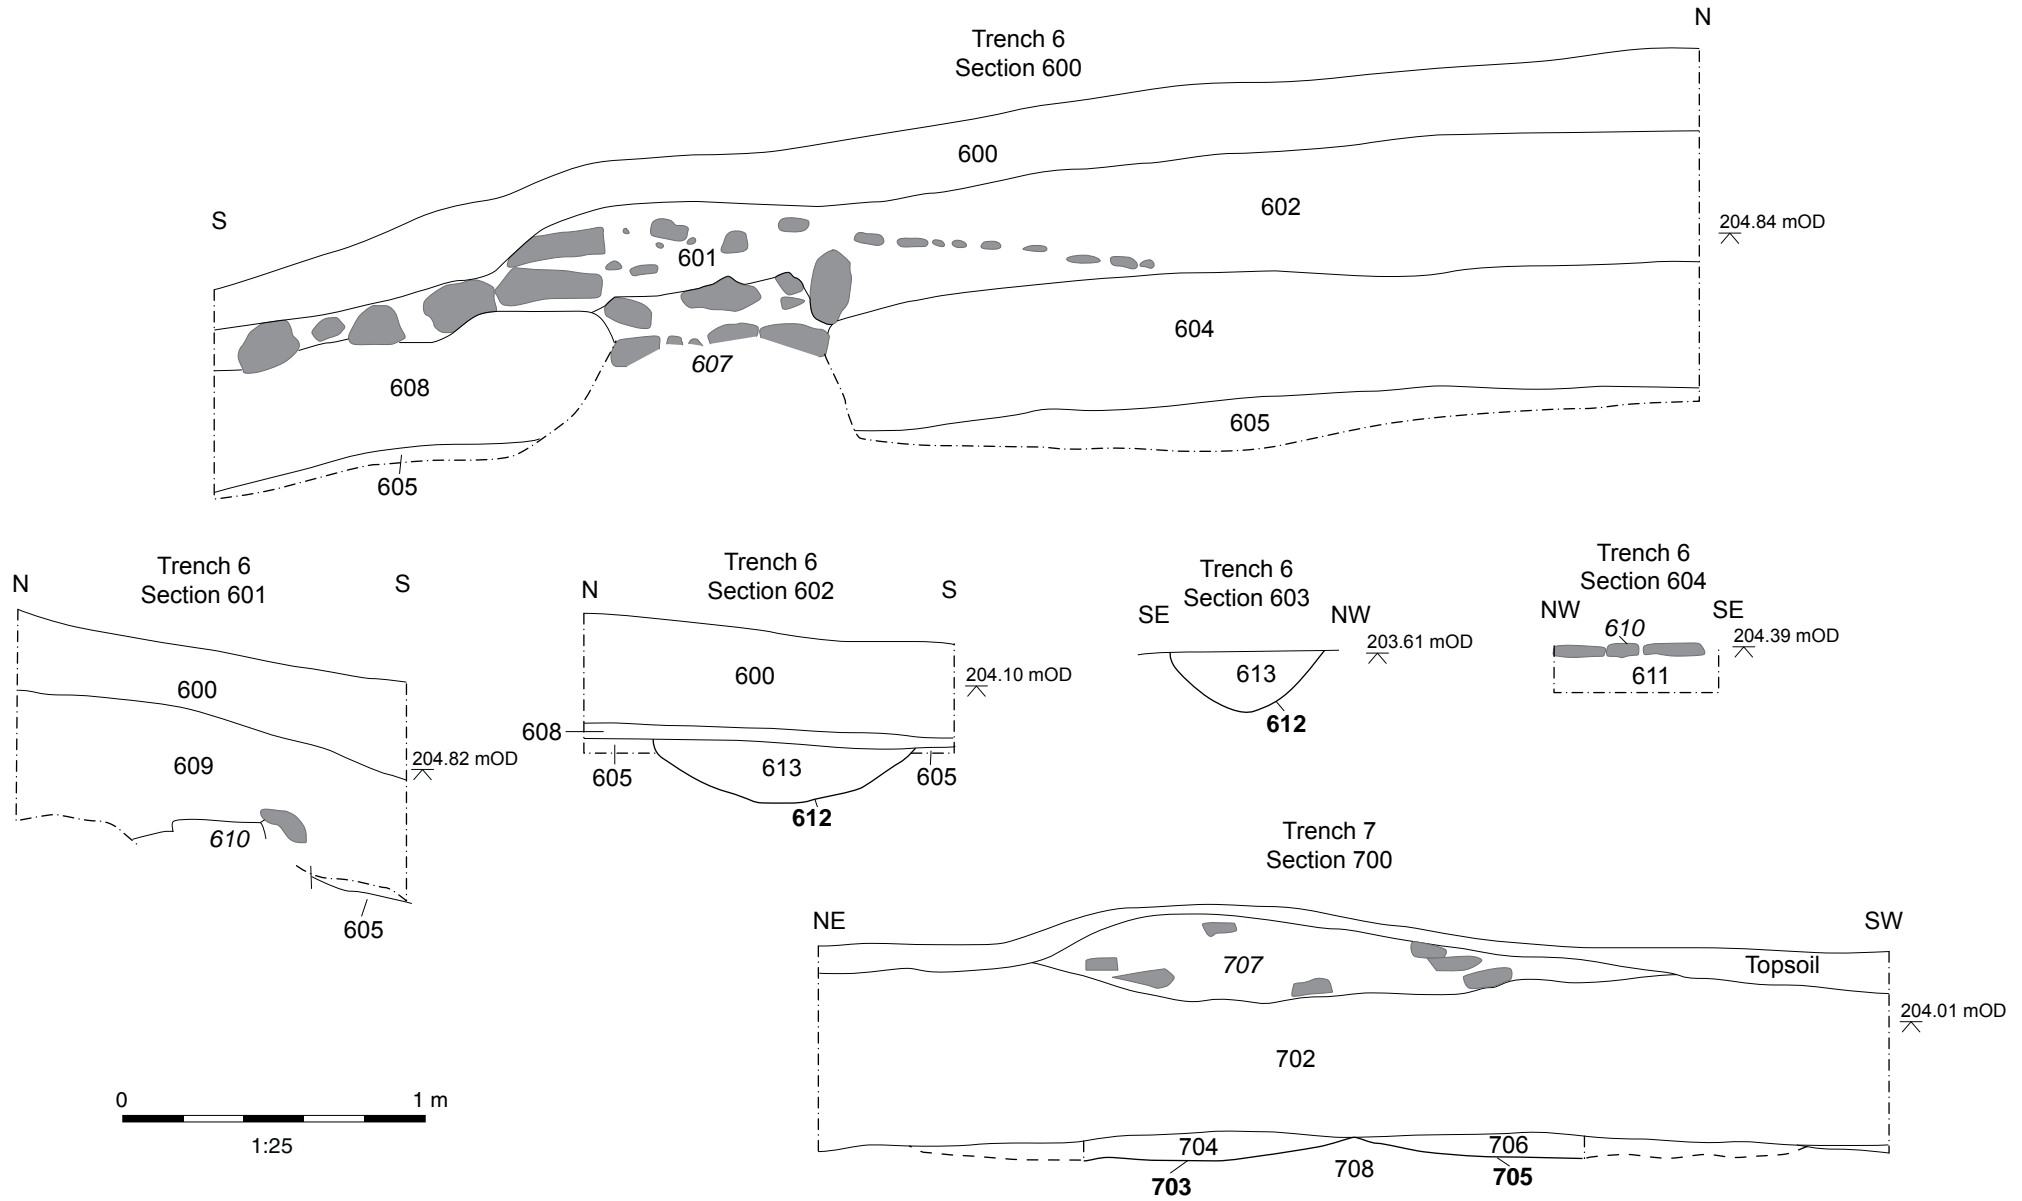 Trench 6
Section 600
N
S
600
602
204.84 mOD
601
604
607
608
605
605
Trench 6
Section 601
N
S
600
609
204.82 mOD
610
605
Trench 6
Section 602
N
S
600
204.10 mOD
608
605
613
605
612
Trench 6
Section 603
SE
NW
203.61 mOD
613
612
Trench 6
Section 604
NW
SE
610
204.39 mOD
611
Trench 7
Section 700
NE
SW
707
Topsoil
204.01 mOD
702
704
706
708
703
705
0
1 m
1:25